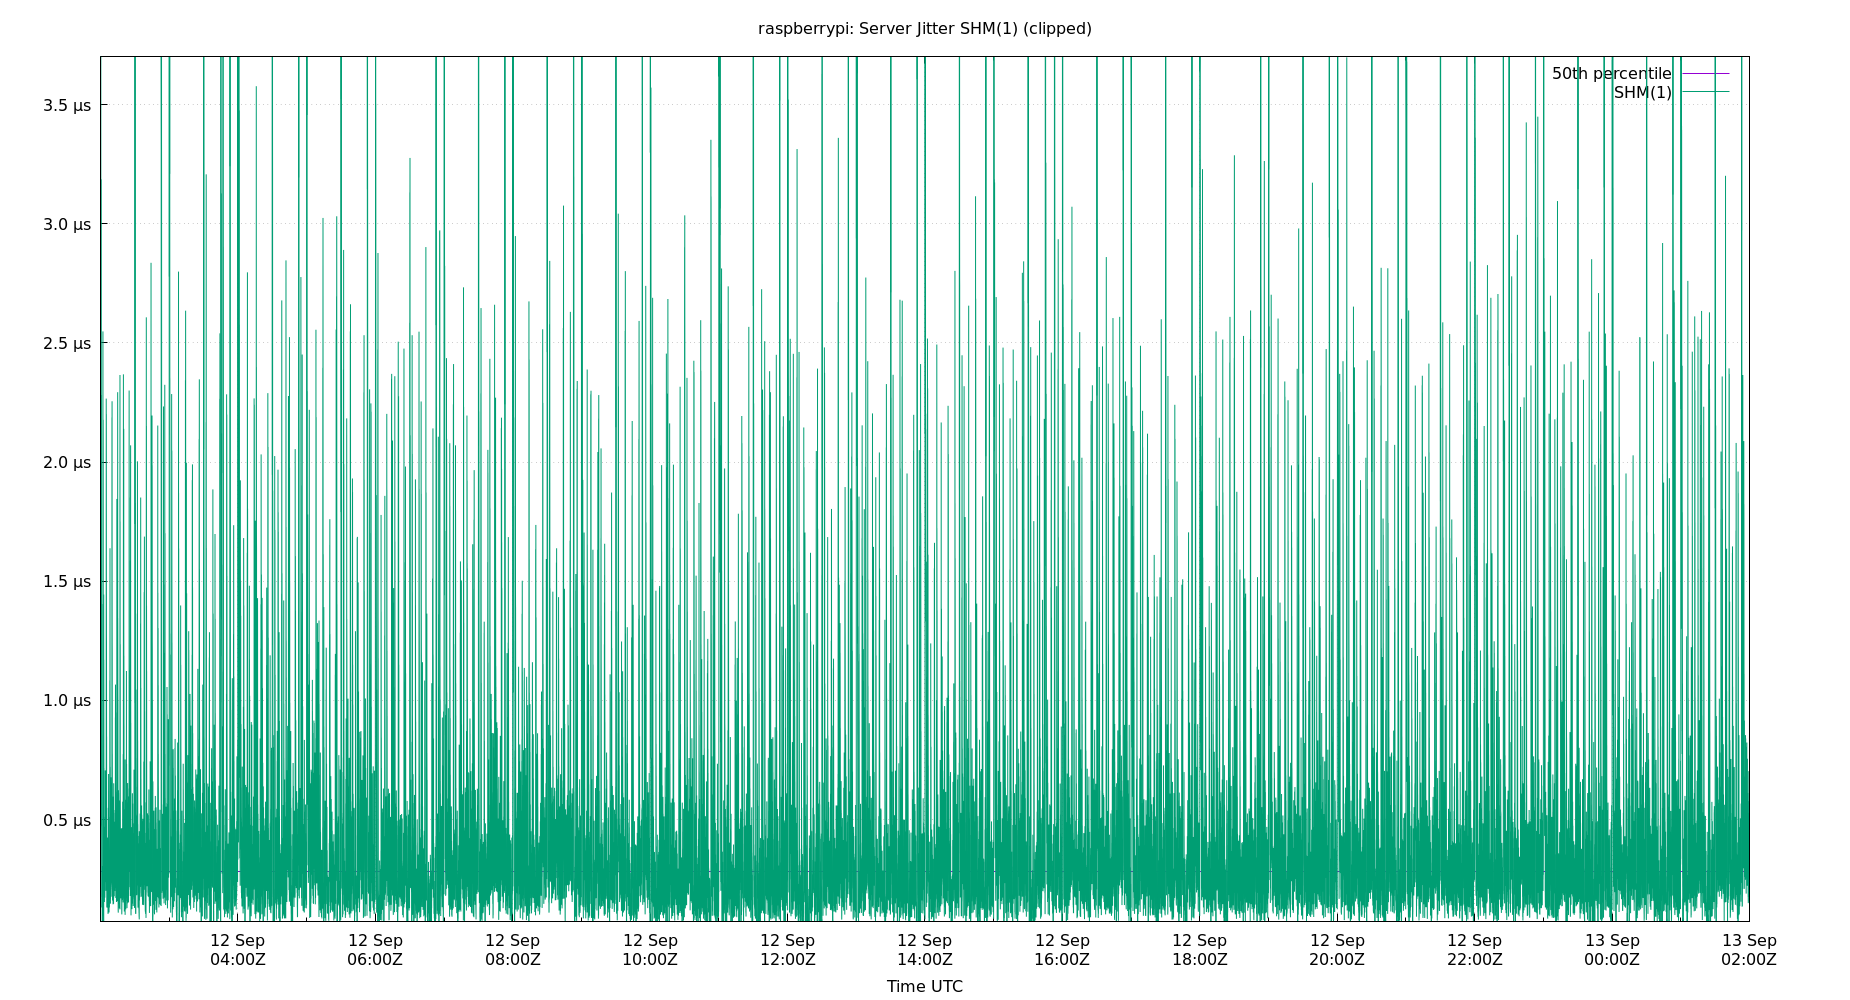 raspberrypi: Server Jitter SHM(1) (clipped)
50th percentile
SHM(1)
3.5 µs
3.0 µs
2.5 µs
2.0 µs
1.5 µs
1.0 µs
0.5 µs
12 Sep 12 Sep 12 Sep 12 Sep 12 Sep 12 Sep 12 Sep 12 Sep 12 Sep 12 Sep 13 Sep 13 Sep
04:00Z 06:00Z 08:00Z 10:00Z 12:00Z 14:00Z 16:00Z 18:00Z 20:00Z 22:00Z 00:00Z 02:00Z
Time UTC